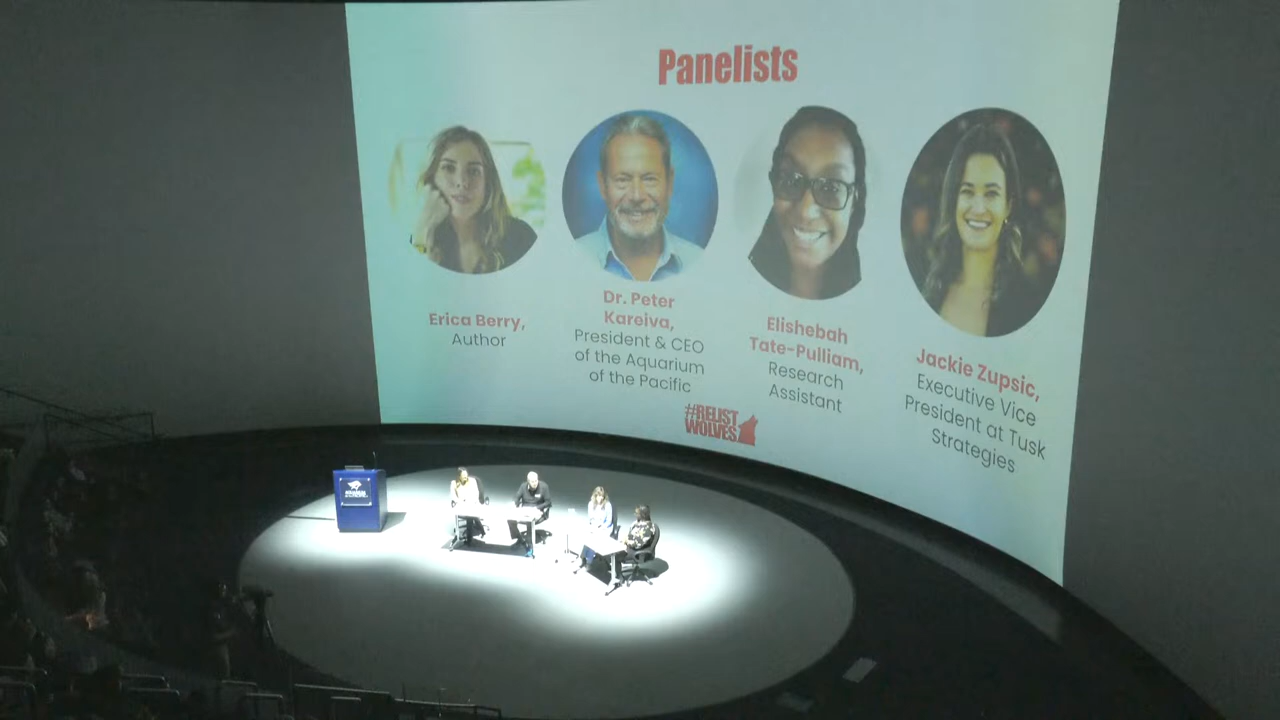 Panelists
Erica Berry,
Author
Dr. Peter
Kareiva,
President & CEO
of the Aquarium
of the Pacific
Elishebah
Tate-Pulliam,
Research
Assistant
Jackie Zupsic,
Executive Vice
President at Tusk
Strategies
#RELIST
WOLVES